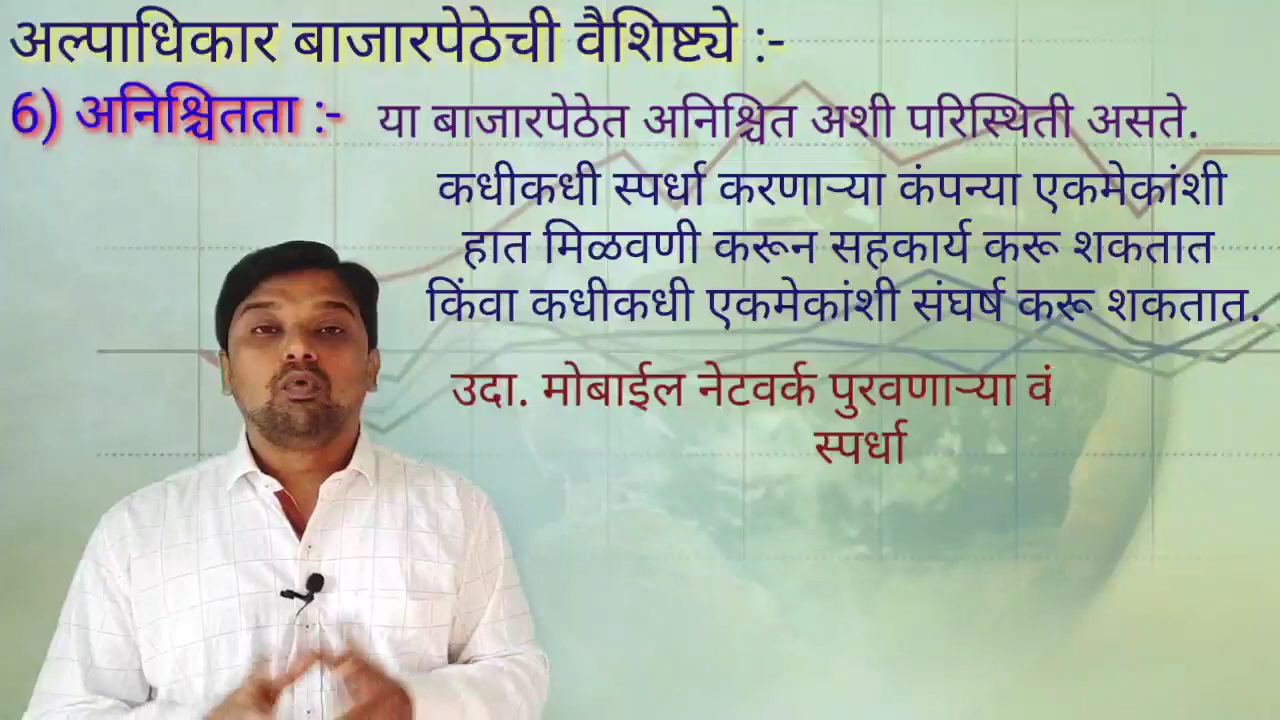 अल्पाधिकार बाजारपेठेची वैशिष्ट्ये :-
6) अनिश्चितता :- या बाजारपेठेत अनिश्चित अशी परिस्थिती असते.
कधीकधी स्पर्धा करणाऱ्या कंपन्या एकमेकांशी
हात मिळवणी करून सहकार्य करू शकतात
किंवा कधीकधी एकमेकांशी संघर्ष करू शकतात.
उदा. मोबाईल नेटवर्क पुरवणाऱ्या
स्पर्धा